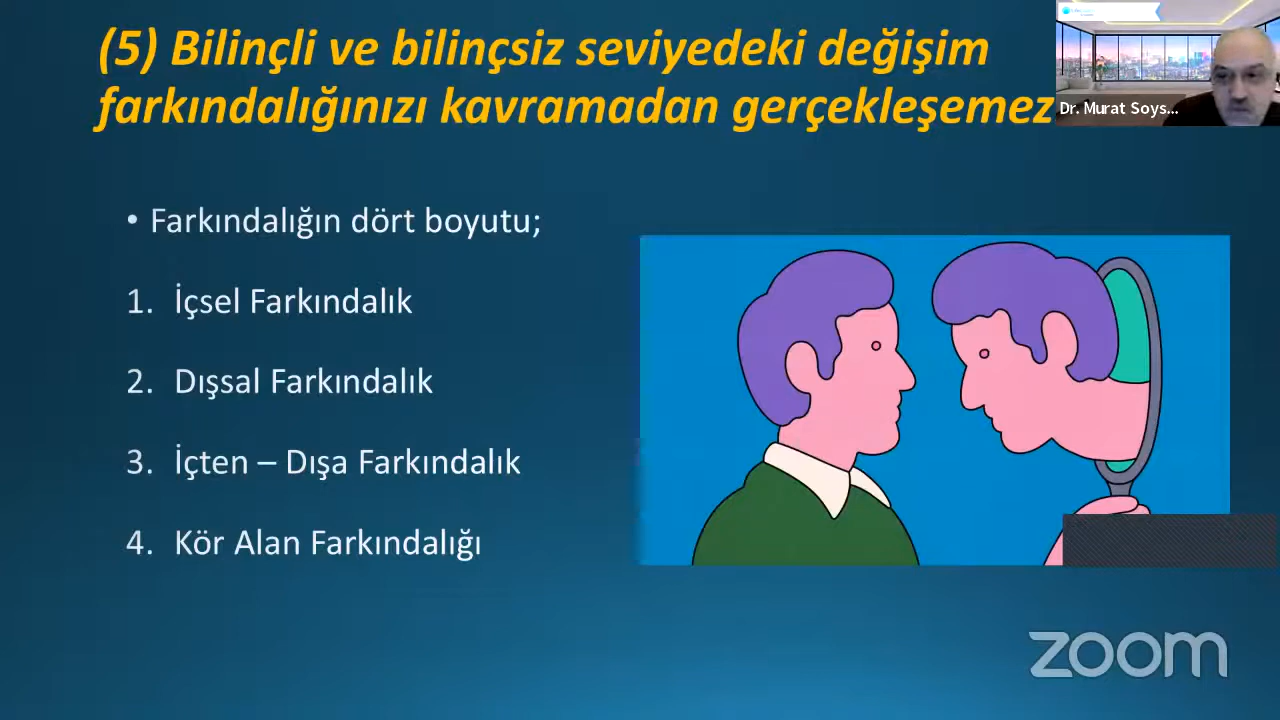 (5) Bilinçli ve bilinçsiz seviyedeki değişim
farkındalığınızı kavramadan gerçekleşemez
Dr. Murat Soys...
• Farkındalığın dört boyutu;
1. İçsel Farkındalık
2. Dışsal Farkındalık
3. İçten – Dışa Farkındalık
4. Kör Alan Farkındalığı
zoom